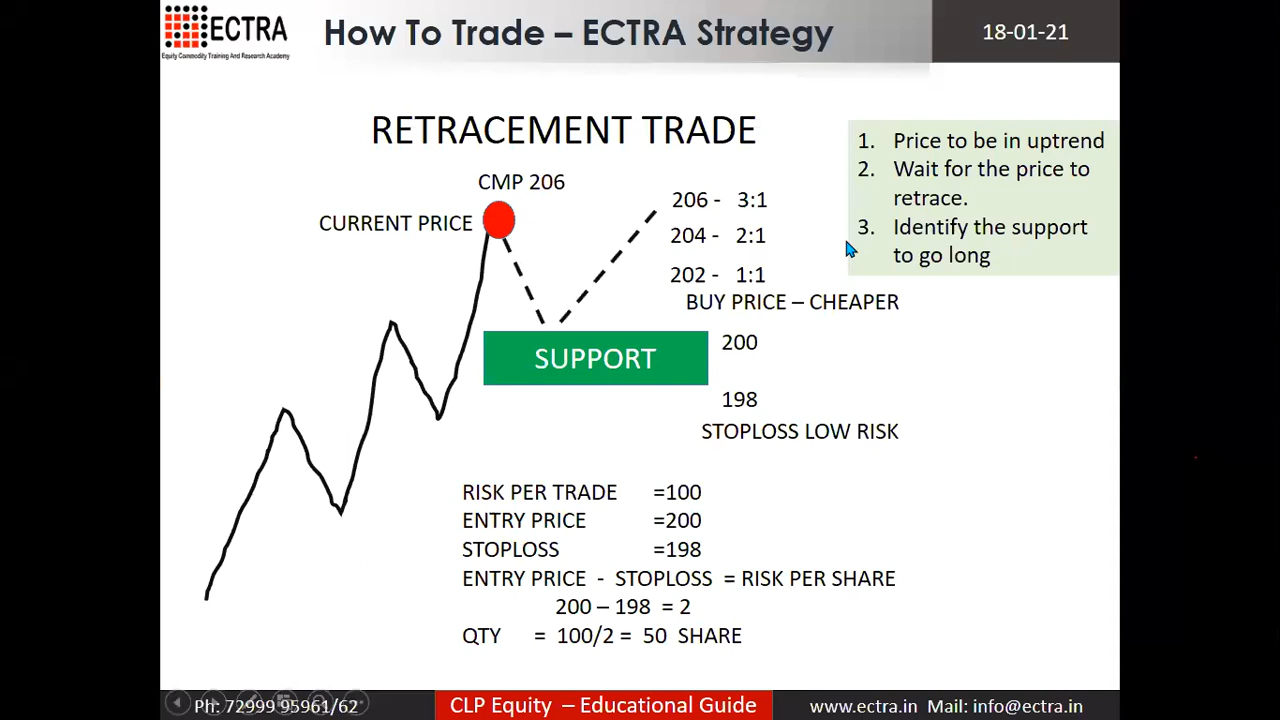 ECTRA
Equity Commodity Training And Research Academy
How To Trade – ECTRA Strategy
18-01-21
RETRACEMENT TRADE
1. Price to be in uptrend
2. Wait for the price to
retrace.
3. Identify the support
to go long
CMP 206
CURRENT PRICE
206 - 3:1
204 - 2:1
202 - 1:1
BUY PRICE – CHEAPER
SUPPORT
200
198
STOPLOSS LOW RISK
RISK PER TRADE =100
ENTRY PRICE =200
STOPLOSS =198
ENTRY PRICE - STOPLOSS = RISK PER SHARE
200 – 198 = 2
QTY = 100/2 = 50 SHARE
Ph: 72999 95961/62
CLP Equity – Educational Guide
www.ectra.in Mail: info@ectra.in